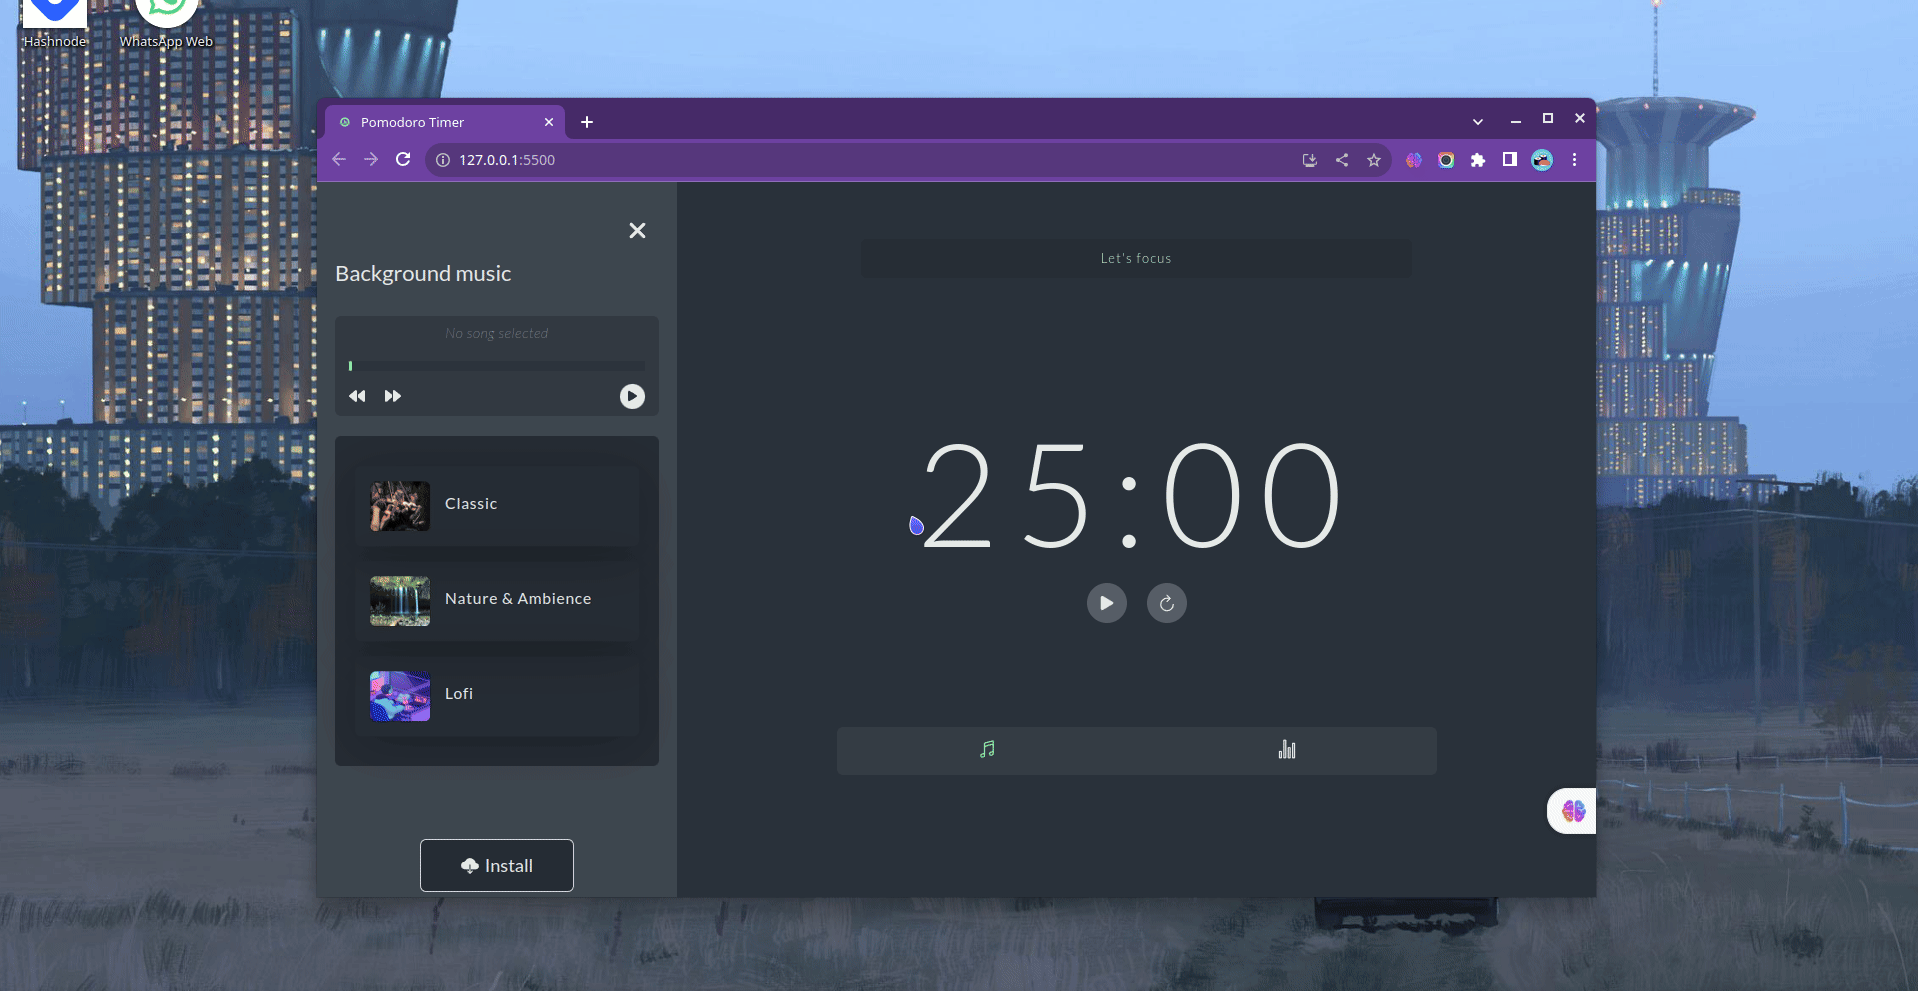 Hashnode
WhatsApp Web
Pomodoro Timer
127.0.0.1:5500
Background music
No song selected
Classic
Nature & Ambience
Lofi
Install
Let's focus
25:00